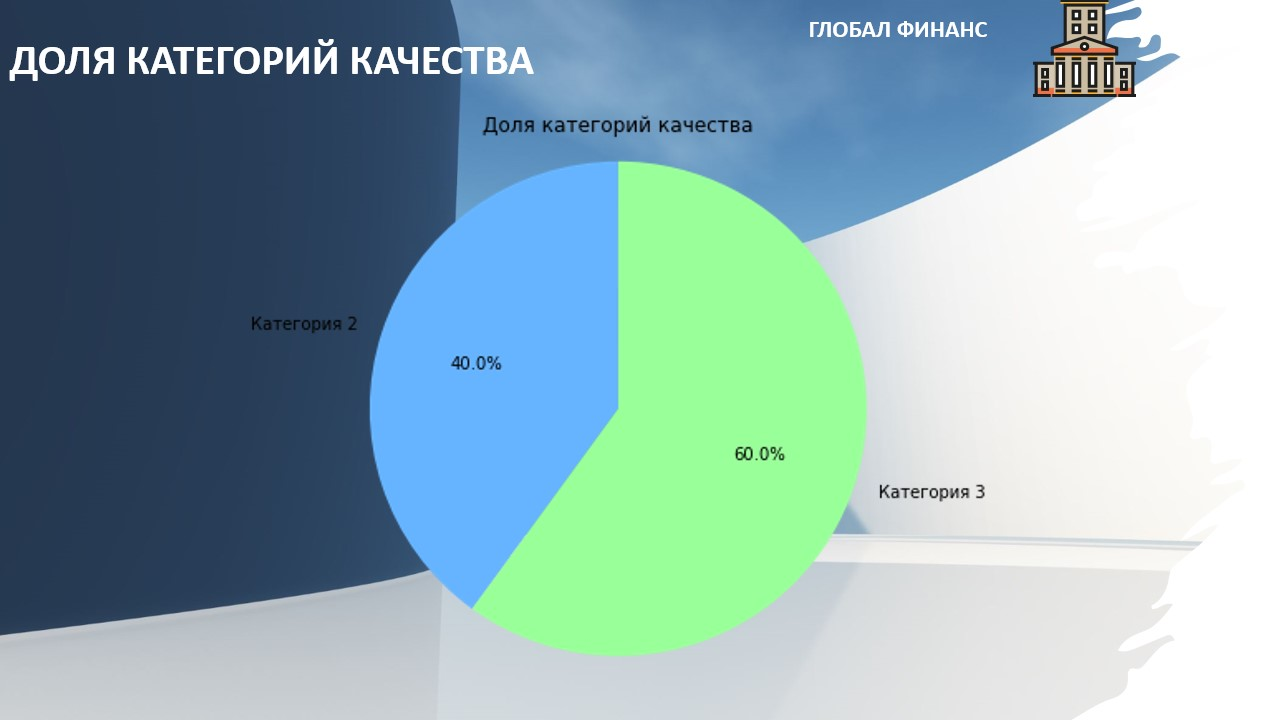 ГЛОБАЛ ФИНАНС
ДОЛЯ КАТЕГОРИЙ КАЧЕСТВА
Доля категорий качества
Категория 2
40.0%
60.0%
Категория 3